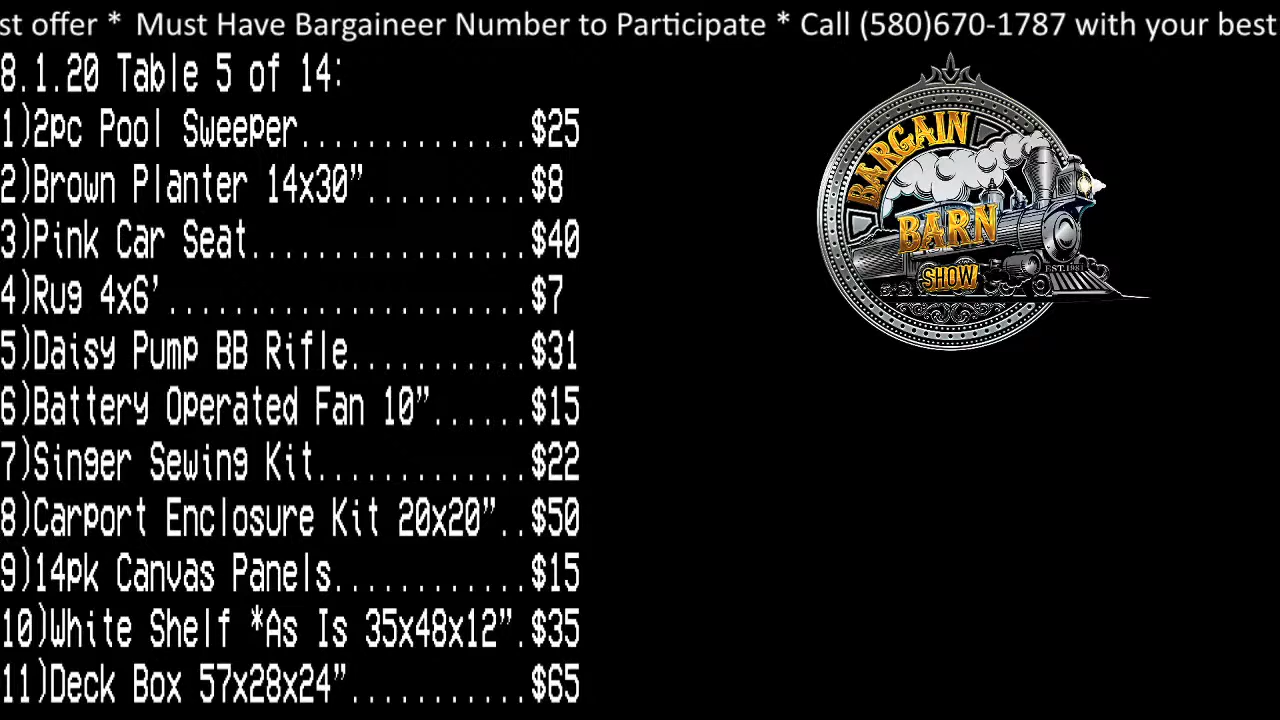 st offer * Must Have Bargaineer Number to Participate * Call (580)670-1787 with your best
8.1.20 Table 5 of 14:
1)2pc Pool Sweeper..............$25
2)Brown Planter 14x30”..........$8
3)Pink Car Seat.................$40
4)Rug 4x6’......................$7
5)Daisy Pump BB Rifle...........$31
6)Battery Operated Fan 10”......$15
7)Singer Sewing Kit.............$22
8)Carport Enclosure Kit 20x20”..$50
9)14pk Canvas Panels............$15
10)White Shelf *As Is 35x48x12”.$35
11)Deck Box 57x28x24”...........$65
BARGAIN
BARN
SHOW